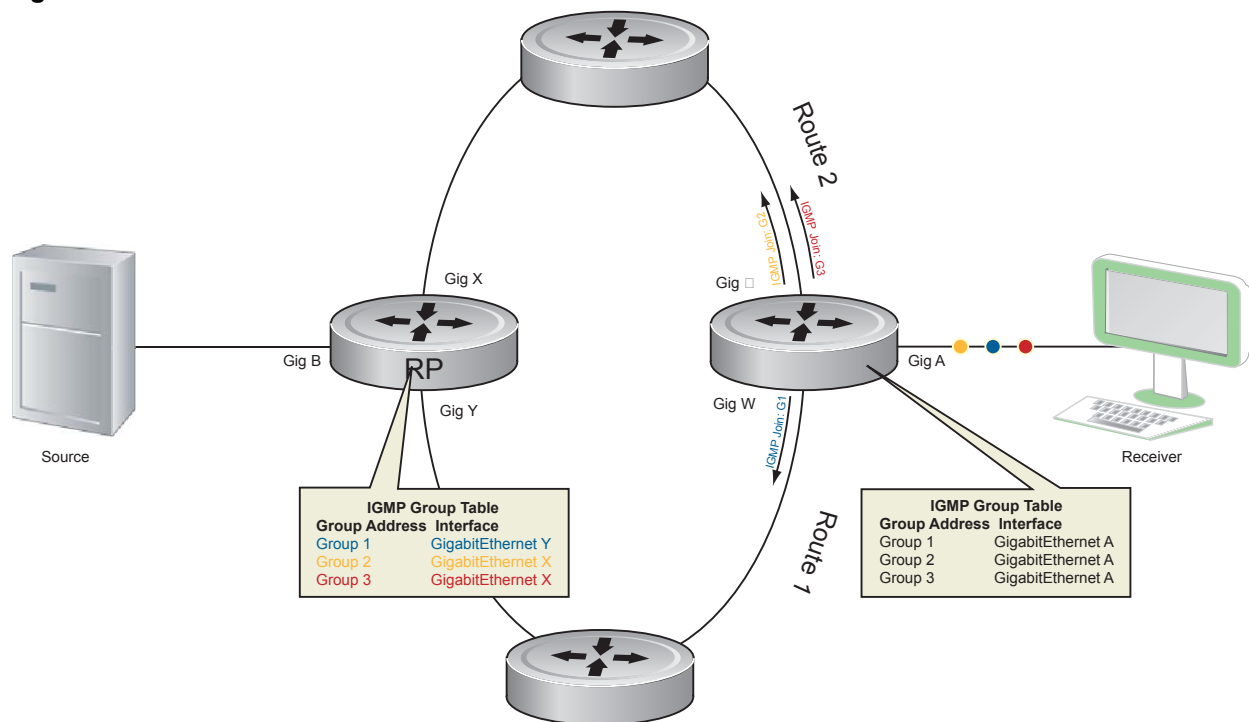 Route 2
IGMP Join: G2
IGMP Join: G3
Gig X
Gig □
Gig B
RP
Gig A
Gig Y
Gig W
IGMP Join: G1
Source
Receiver
IGMP Group Table
Group Address Interface
Group 1 GigabitEthernet Y
Group 2 GigabitEthernet X
Group 3 GigabitEthernet X
IGMP Group Table
Group Address Interface
Group 1 GigabitEthernet A
Group 2 GigabitEthernet A
Group 3 GigabitEthernet A
Route 1